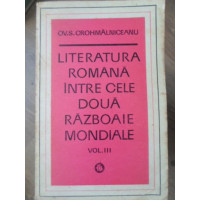 OV.S. CROHMĂLNICEANU
LITERATURA
ROMÂNĂ
ÎNTRE CELE
DOUĂ
RĂZBOAIE
MONDIALE
VOL. III